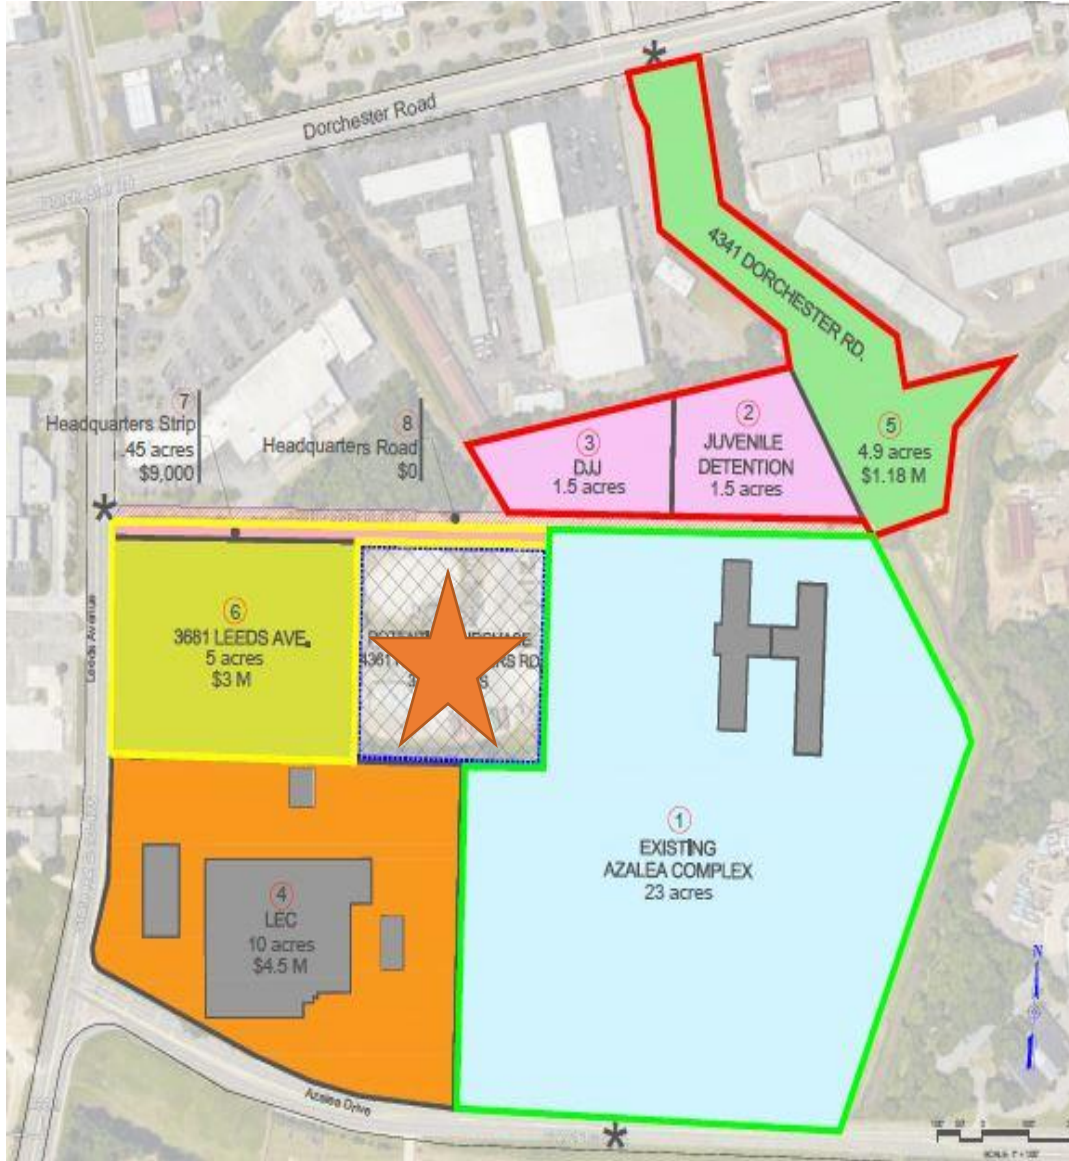 Dorchester Road
4341 DORCHESTER RD.
7
Headquarters Strip
.45 acres
$9,000
8
Headquarters Road
$0
3
DJJ
1.5 acres
2
JUVENILE
DETENTION
1.5 acres
5
4.9 acres
$1.18 M
Leeds Avenue
6
3661 LEEDS AVE.
5 acres
$3 M
RS RD
1
EXISTING
AZALEA COMPLEX
23 acres
4
LEC
10 acres
$4.5 M
N
Azalea Drive